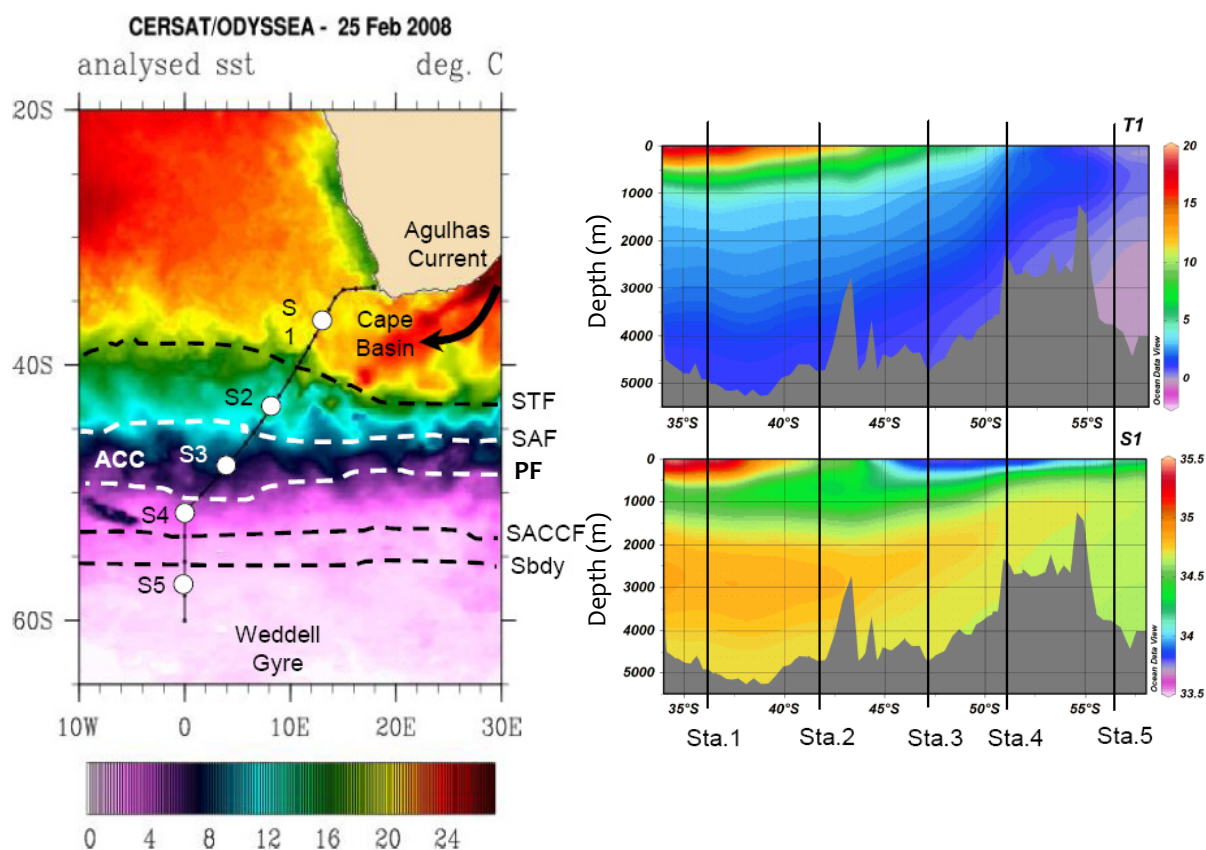 CERSAT/ODYSSEA - 25 Feb 2008
analysed sst deg. C
20S
40S
60S
10W 0 10E 20E 30E
Agulhas
Current
S
1
Cape
Basin
S2
STF
SAF
ACC
S3
PF
S4
SACCF
Sbdy
S5
Weddell
Gyre
0 4 8 12 16 20 24
T1
Depth (m)
0
1000
2000
3000
4000
5000
35°S 40°S 45°S 50°S 55°S
20
15
10
5
0
Ocean Data View
S1
Depth (m)
0
1000
2000
3000
4000
5000
35°S 40°S 45°S 50°S 55°S
35.5
35
34.5
34
33.5
Ocean Data View
Sta.1 Sta.2 Sta.3 Sta.4 Sta.5